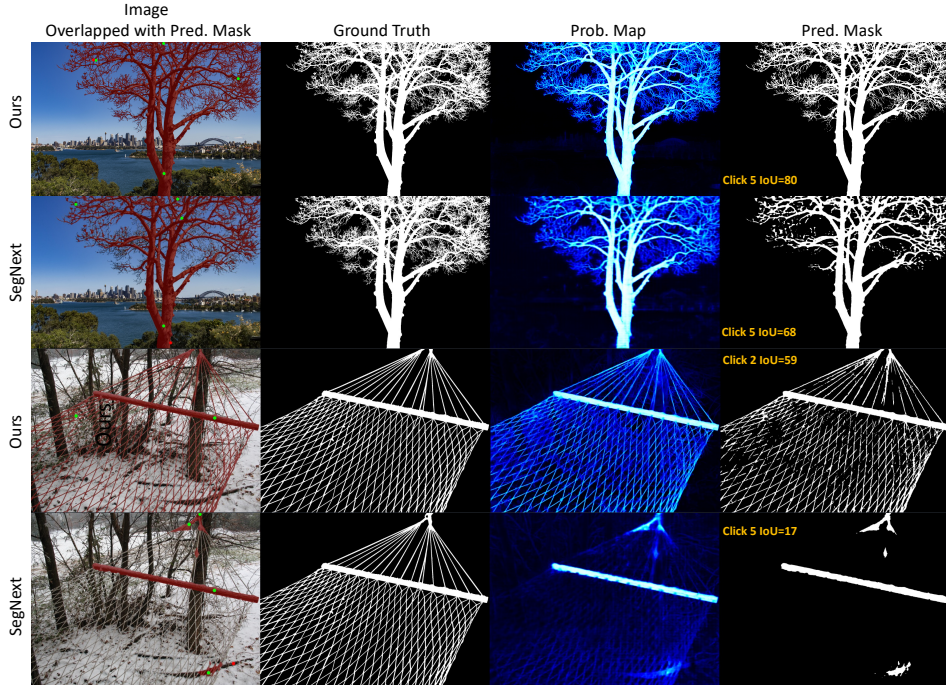 Image
Overlapped with Pred. Mask
Ground Truth
Prob. Map
Pred. Mask
Ours
Click 5 IoU=80
SegNext
Click 5 IoU=68
Ours
Ours
Click 2 IoU=59
SegNext
Click 5 IoU=17